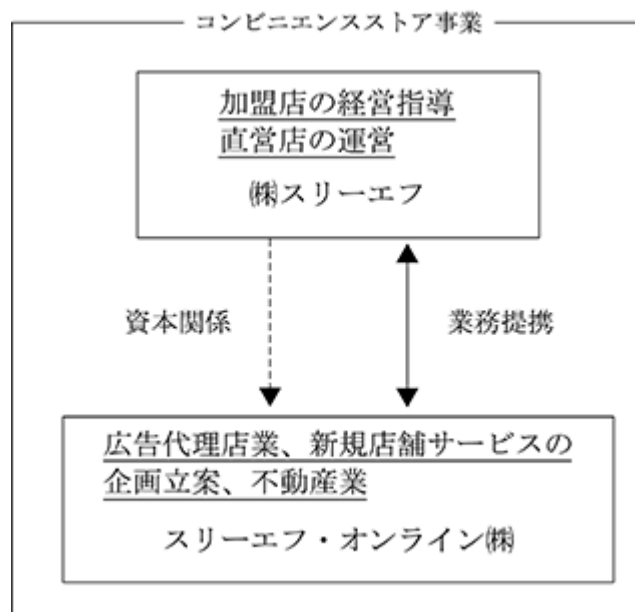 コンビニエンスストア事業
加盟店の経営指導
直営店の運営
㈱スリーエフ
資本関係
業務提携
広告代理店業、新規店舗サービスの
企画立案、不動産業
スリーエフ・オンライン㈱